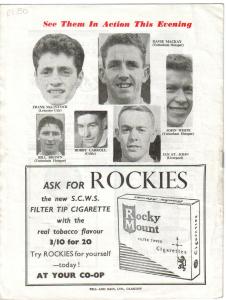 See Them In Action This Evening
DAVIE MACKAY
(Tottenham Hotspur)
FRANK McLINTOCK
(Leicester City)
JOHN WHITE
(Tottenham Hotspur)
BILL BROWN
(Tottenham Hotspur)
BOBBY CARROLL
(Celtic)
IAN ST. JOHN
(Liverpool)
ASK FOR ROCKIES
the new S.C.W.S.
FILTER TIP CIGARETTE
with the
real tobacco flavour
3/10 for 20
Try ROCKIES for yourself
—today !
AT YOUR CO-OP
Rocky
Mount
FILTER TIPPED
Cigarettes